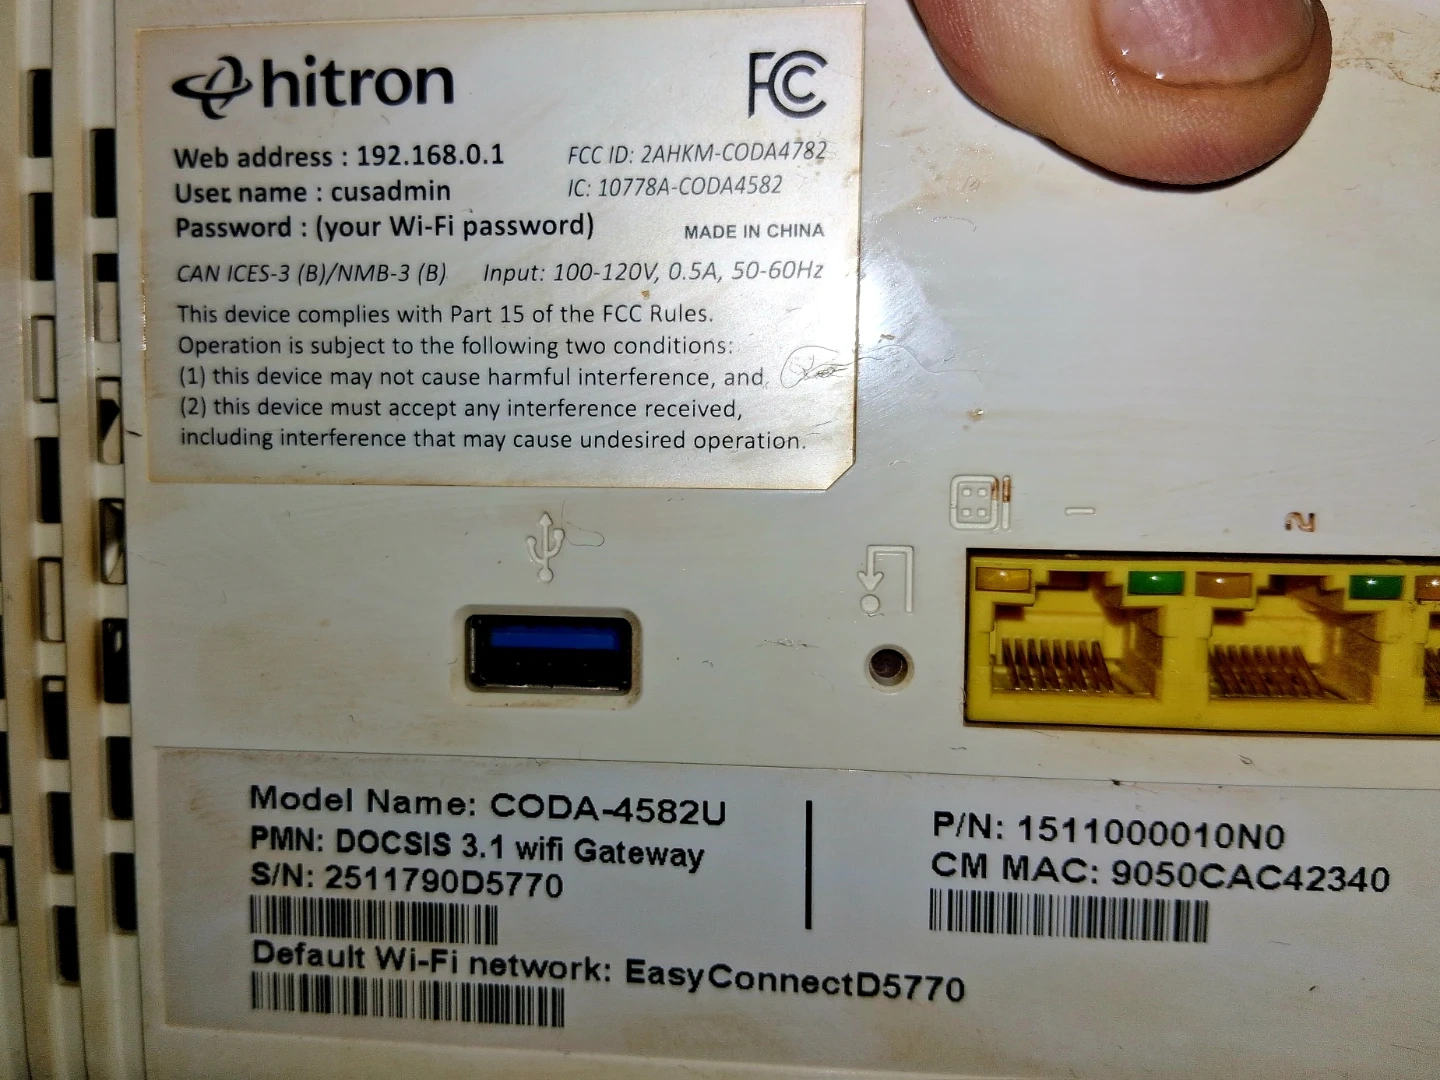 hitron
FC
Web address : 192.168.0.1
FCC ID: 2AHKM-CODA4782
User name : cusadmin
IC: 10778A-CODA4582
Password : (your Wi-Fi password)
MADE IN CHINA
CAN ICES-3 (B)/NMB-3 (B) Input: 100-120V, 0.5A, 50-60Hz
This device complies with Part 15 of the FCC Rules.
Operation is subject to the following two conditions:
(1) this device may not cause harmful interference, and
(2) this device must accept any interference received,
including interference that may cause undesired operation.
1
2
Model Name: CODA-4582U
PMN: DOCSIS 3.1 wifi Gateway
S/N: 2511790D5770
Default Wi-Fi network: EasyConnectD5770
P/N: 1511000010N0
CM MAC: 9050CAC42340